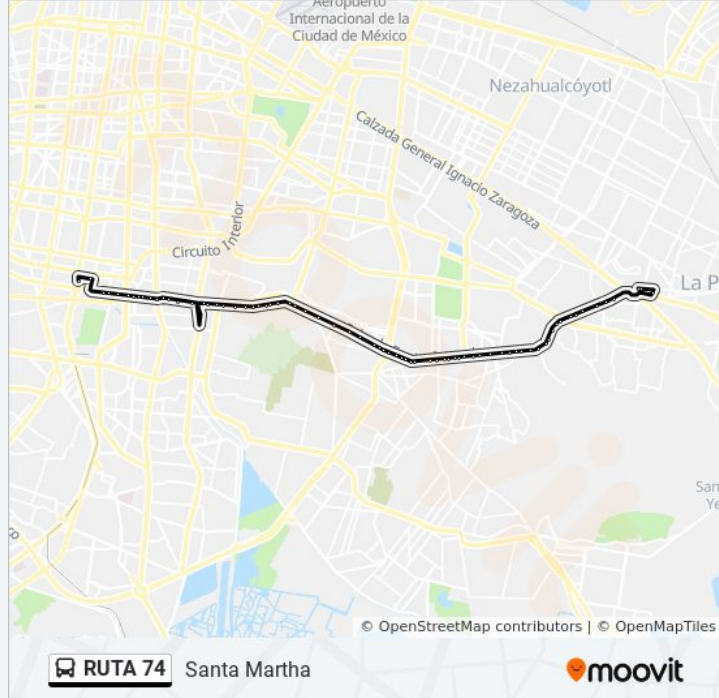 Aeropuerto
Internacional de la
Ciudad de México
Nezahualcóyotl
Calzada General Ignacio Zaragoza
Circuito Interior
La P
San
Ye
co
© OpenStreetMap contributors | © OpenMapTiles
RUTA 74
Santa Martha
moovit